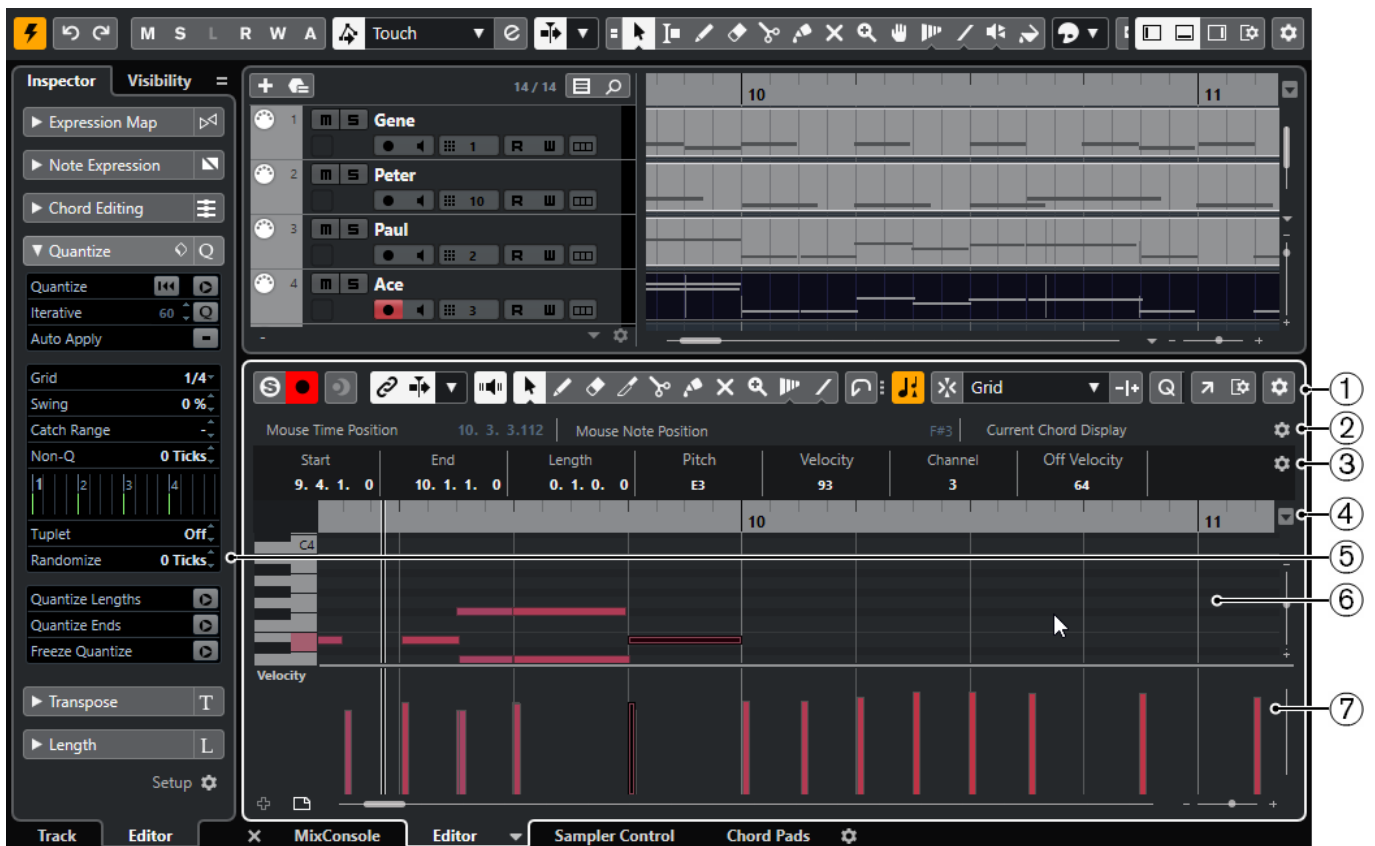 M S L R W A Touch
Inspector Visibility
14 / 14
10 11
Expression Map
Note Expression
Chord Editing
Quantize Q
Quantize
Iterative 60 Q
Auto Apply
1 m S Gene
1 R W
2 m S Peter
10 R W
3 m S Paul
2 R W
4 m S Ace
3 R W
Grid 1/4
Swing 0 %
Catch Range -
Non-Q 0 Ticks
1 2 3 4
Tuplet Off
Randomize 0 Ticks
Quantize Lengths
Quantize Ends
Freeze Quantize
Transpose T
Length L
Setup
S Grid Q 1
Mouse Time Position 10. 3. 3.112 Mouse Note Position F#3 Current Chord Display 2
Start End Length Pitch Velocity Channel Off Velocity 3
9. 4. 1. 0 10. 1. 1. 0 0. 1. 0. 0 E3 93 3 64
10 11 4
C4
5
6
Velocity
7
Track Editor MixConsole Editor Sampler Control Chord Pads